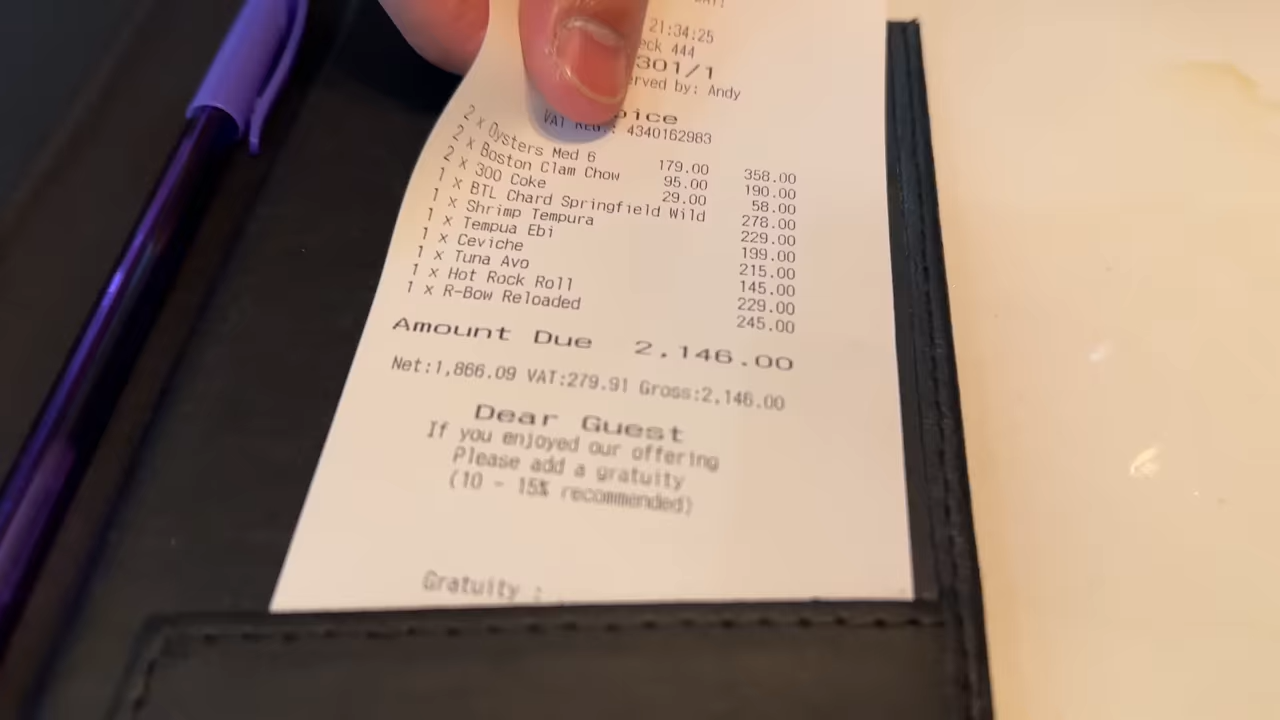 21:34:25
eck 444
301/1
erved by: Andy
oice
VAT REG.: 4340162983
2 x Oysters Med 6 179.00 358.00
2 x Boston Clam Chow 95.00 190.00
2 x 300 Coke 29.00 58.00
1 x BTL Chard Springfield Wild 278.00
1 x Shrimp Tempura 229.00
1 x Tempua Ebi 199.00
1 x Ceviche 215.00
1 x Tuna Avo 145.00
1 x Hot Rock Roll 229.00
1 x R-Bow Reloaded 245.00
Amount Due 2,146.00
Net:1,866.09 VAT:279.91 Gross:2,146.00
Dear Guest
If you enjoyed our offering
Please add a gratuity
(10 - 15% recommended)
Gratuity :